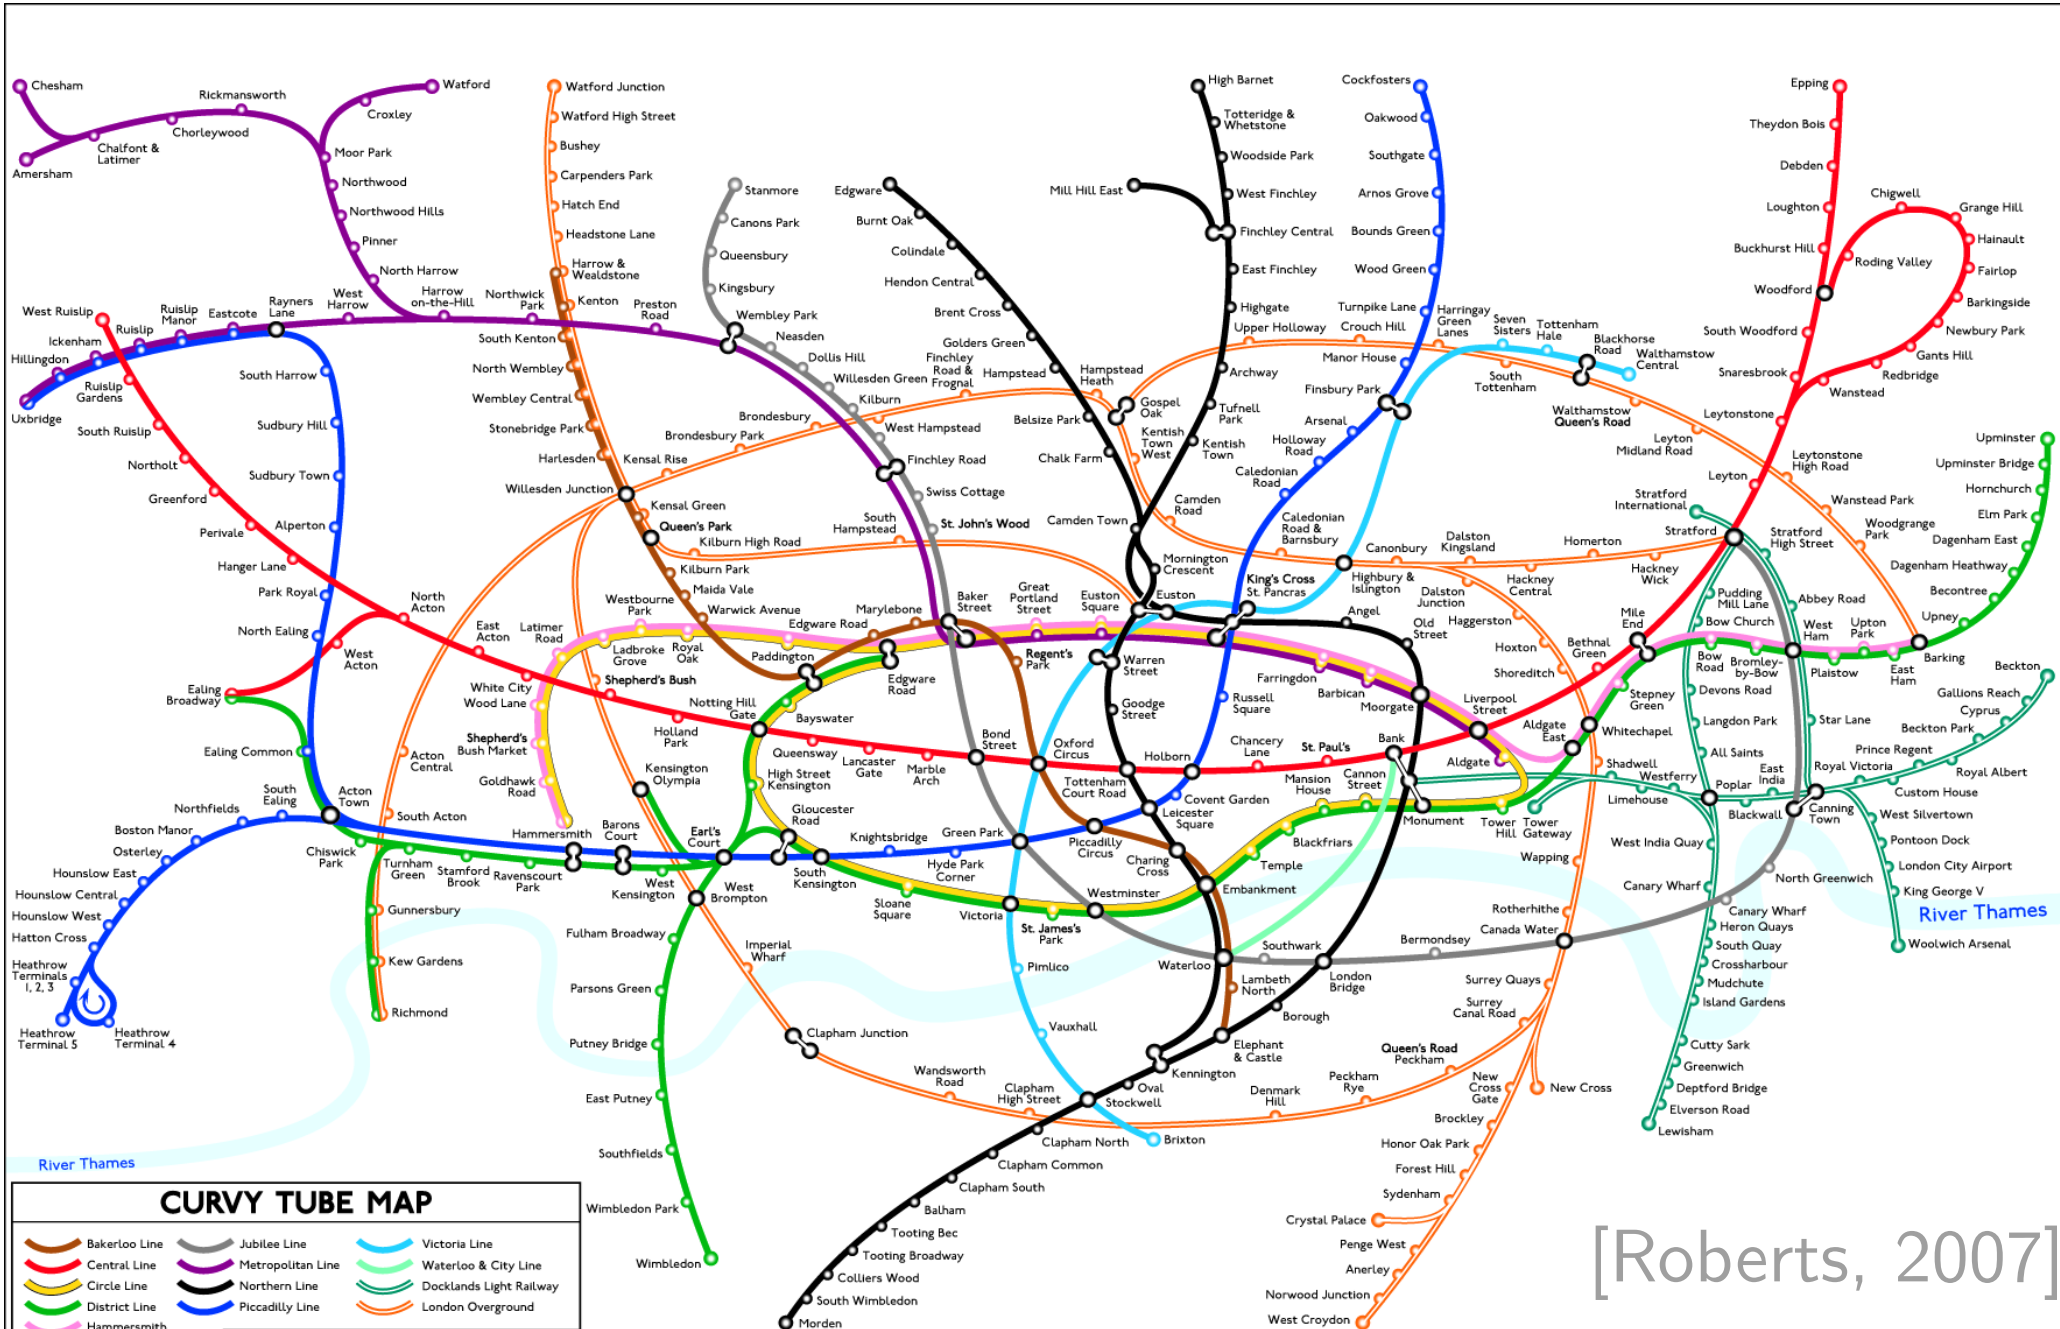 Chesham
Amersham
Chalfont &
Latimer
Chorleywood
Rickmansworth
Watford
Croxley
Moor Park
Northwood
Northwood Hills
Pinner
North Harrow
Harrow
on-the-Hill
West
Harrow
Rayners
Lane
Eastcote
Ruislip
Manor
Ruislip
Ickenham
Hillingdon
Uxbridge
West Ruislip
Ruislip
Gardens
South Ruislip
Northolt
Greenford
Perivale
Hanger Lane
North
Acton
East
Acton
West
Acton
Ealing
Broadway
South Harrow
Sudbury Hill
Sudbury Town
Alperton
Park Royal
North Ealing
Ealing Common
Acton
Town
South
Ealing
Northfields
Boston Manor
Osterley
Hounslow East
Hounslow Central
Hounslow West
Hatton Cross
Heathrow
Terminals
1, 2, 3
Heathrow
Terminal 5
Heathrow
Terminal 4
Watford Junction
Watford High Street
Bushey
Carpenders Park
Hatch End
Headstone Lane
Harrow &
Wealdstone
Kenton
Northwick
Park
Preston
Road
South Kenton
North Wembley
Wembley Central
Stonebridge Park
Harlesden
Willesden Junction
Kensal Green
Queen's Park
Kilburn High Road
Kilburn Park
Maida Vale
Warwick Avenue
Edgware Road
Marylebone
Paddington
Stanmore
Canons Park
Queensbury
Kingsbury
Wembley Park
Neasden
Dollis Hill
Willesden Green
Kilburn
West Hampstead
Finchley Road
Swiss Cottage
St. John's Wood
South
Hampstead
Baker
Street
Kensal Rise
Brondesbury Park
Brondesbury
Finchley
Road &
Frognal
Hampstead
Heath
Gospel
Oak
Edgware
Burnt Oak
Colindale
Hendon Central
Brent Cross
Golders Green
Hampstead
Belsize Park
Chalk Farm
Camden Town
Mornington
Crescent
Euston
High Barnet
Totteridge &
Whetstone
Woodside Park
West Finchley
Mill Hill East
Finchley Central
East Finchley
Highgate
Archway
Tufnell
Park
Kentish
Town
Kentish
Town
West
Camden
Road
Caledonian
Road &
Barnsbury
Upper Holloway
Crouch Hill
Harringay
Green
Lanes
Cockfosters
Oakwood
Southgate
Arnos Grove
Bounds Green
Wood Green
Turnpike Lane
Manor House
Finsbury Park
Arsenal
Holloway
Road
Caledonian
Road
King's Cross
St. Pancras
Seven
Sisters
Tottenham
Hale
Blackhorse
Road
Walthamstow
Central
South
Tottenham
Walthamstow
Queen's Road
Leyton
Midland Road
Leytonstone
High Road
Wanstead Park
Woodgrange
Park
Epping
Theydon Bois
Debden
Loughton
Buckhurst Hill
Woodford
South Woodford
Snaresbrook
Leytonstone
Leyton
Chigwell
Grange Hill
Hainault
Fairlop
Barkingside
Newbury Park
Gants Hill
Redbridge
Wanstead
Roding Valley
Upminster
Upminster Bridge
Hornchurch
Elm Park
Dagenham East
Dagenham Heathway
Becontree
Upney
Barking
East
Ham
Upton
Park
Plaistow
West
Ham
Bromley-
by-Bow
Bow
Road
Bow Church
Pudding
Mill Lane
Abbey Road
Stratford
International
Stratford
Stratford
High Street
Hackney
Wick
Homerton
Hackney
Central
Dalston
Kingsland
Canonbury
Highbury &
Islington
Dalston
Junction
Haggerston
Hoxton
Shoreditch
Bethnal
Green
Mile
End
Stepney
Green
Whitechapel
Aldgate
East
Aldgate
Liverpool
Street
Moorgate
Barbican
Farringdon
Old
Street
Angel
Euston
Square
Great
Portland
Street
Regent's
Park
Warren
Street
Goodge
Street
Russell
Square
Edgware
Road
Bayswater
Royal
Oak
Westbourne
Park
Ladbroke
Grove
Latimer
Road
White City
Wood Lane
Shepherd's Bush
Shepherd's
Bush Market
Goldhawk
Road
Hammersmith
Holland
Park
Notting Hill
Gate
Queensway
Lancaster
Gate
Marble
Arch
Bond
Street
Oxford
Circus
Tottenham
Court Road
Holborn
Chancery
Lane
St. Paul's
Bank
Cannon
Street
Mansion
House
Monument
Tower
Hill
Tower
Gateway
Blackfriars
Temple
Embankment
Charing
Cross
Covent Garden
Leicester
Square
Piccadilly
Circus
Green Park
Hyde Park
Corner
Knightsbridge
High Street
Kensington
Gloucester
Road
South
Kensington
Sloane
Square
Victoria
St. James's
Park
Westminster
Kensington
Olympia
Earl's
Court
Barons
Court
West
Kensington
Ravenscourt
Park
Stamford
Brook
Turnham
Green
Chiswick
Park
Acton
Central
South Acton
Gunnersbury
Kew Gardens
Richmond
West
Brompton
Fulham Broadway
Parsons Green
Putney Bridge
East Putney
Southfields
Wimbledon Park
Wimbledon
Imperial
Wharf
Clapham Junction
Wandsworth
Road
Clapham
High Street
Denmark
Hill
Peckham
Rye
Queen's Road
Peckham
Pimlico
Vauxhall
Stockwell
Brixton
Waterloo
Southwark
London
Bridge
Bermondsey
Canada Water
Lambeth
North
Elephant
& Castle
Borough
Kennington
Oval
Clapham North
Clapham Common
Clapham South
Balham
Tooting Bec
Tooting Broadway
Colliers Wood
South Wimbledon
Morden
Shadwell
Wapping
Rotherhithe
Surrey Quays
Surrey
Canal Road
New
Cross
Gate
New Cross
Brockley
Honor Oak Park
Forest Hill
Sydenham
Crystal Palace
Penge West
Anerley
Norwood Junction
West Croydon
Limehouse
Westferry
Poplar
All Saints
Langdon Park
Devons Road
Star Lane
East
India
Blackwall
Canning
Town
Royal Victoria
Custom House
Prince Regent
Royal Albert
Beckton Park
Cyprus
Gallions Reach
Beckton
West Silvertown
Pontoon Dock
London City Airport
King George V
Woolwich Arsenal
North Greenwich
West India Quay
Canary Wharf
Canary Wharf
Heron Quays
South Quay
Crossharbour
Mudchute
Island Gardens
Cutty Sark
Greenwich
Deptford Bridge
Elverson Road
Lewisham
River Thames
River Thames
CURVY TUBE MAP
Bakerloo Line
Central Line
Circle Line
District Line
Hammersmith
Jubilee Line
Metropolitan Line
Northern Line
Piccadilly Line
Victoria Line
Waterloo & City Line
Docklands Light Railway
London Overground
[Roberts, 2007]